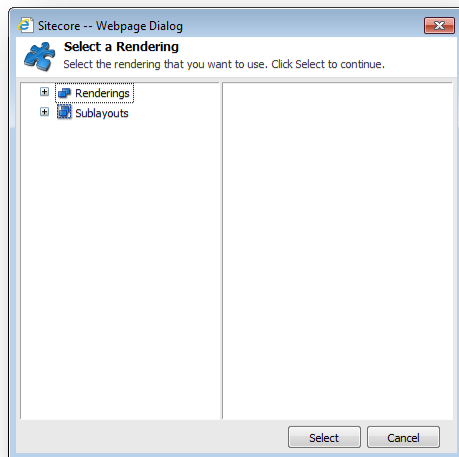 Sitecore -- Webpage Dialog
Select a Rendering
Select the rendering that you want to use. Click Select to continue.
Renderings
Sublayouts
Select
Cancel